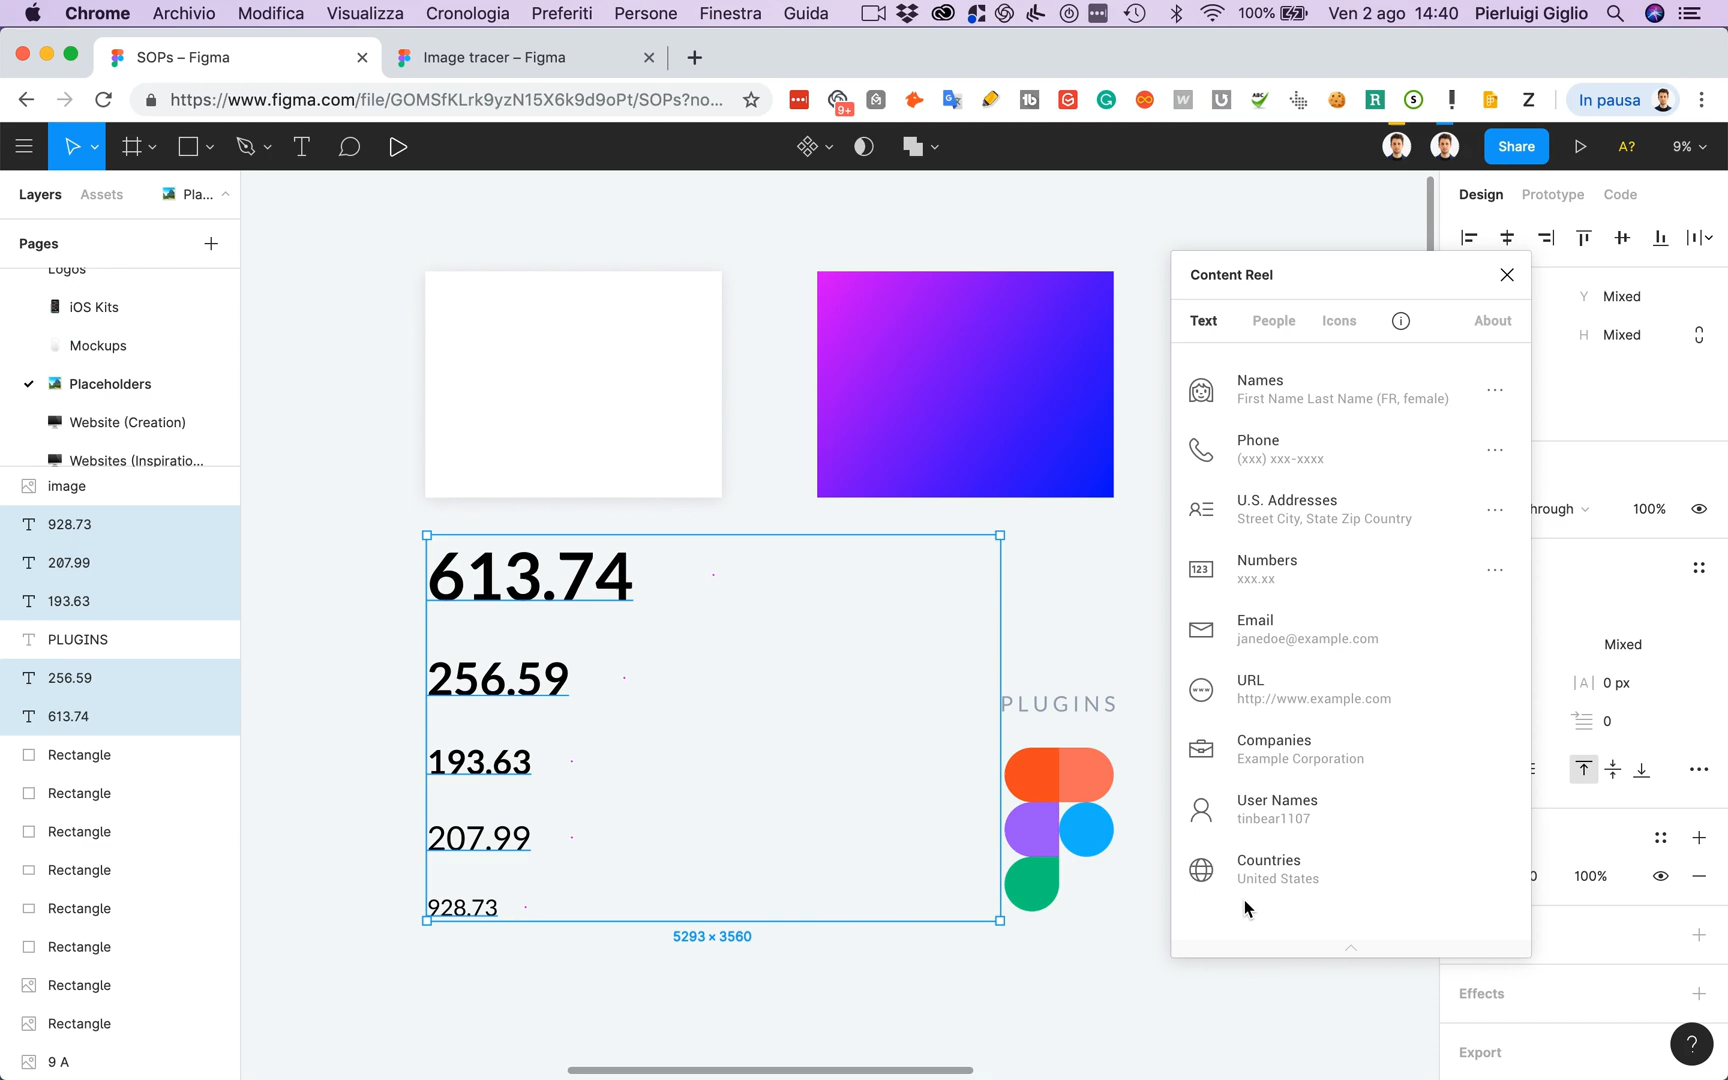 Chrome Archivio Modifica Visualizza Cronologia Preferiti Persone Finestra Guida 100% Ven 2 ago 14:40 Pierluigi Giglio
SOPs – Figma
Image tracer – Figma
https://www.figma.com/file/GOMSfKLrk9yzN15X6k9d9oPt/SOPs?no...
9+
In pausa
Share
A?
9%
Layers Assets Pla...
Design Prototype Code
Pages
Logos
iOS Kits
Mockups
Placeholders
Website (Creation)
Websites (Inspiratio...
image
928.73
207.99
193.63
PLUGINS
256.59
613.74
Rectangle
Rectangle
Rectangle
Rectangle
Rectangle
Rectangle
Rectangle
Rectangle
9 A
613.74
256.59
193.63
207.99
928.73
5293 × 3560
PLUGINS
Content Reel
Text People Icons About
Names
First Name Last Name (FR, female)
Phone
(xxx) xxx-xxxx
U.S. Addresses
Street City, State Zip Country
Numbers
xxx.xx
123
Email
janedoe@example.com
URL
http://www.example.com
www
Companies
Example Corporation
User Names
tinbear1107
Countries
United States
Y Mixed
H Mixed
hrough 100%
Mixed
|A| 0 px
0
0 100%
Effects
Export
?